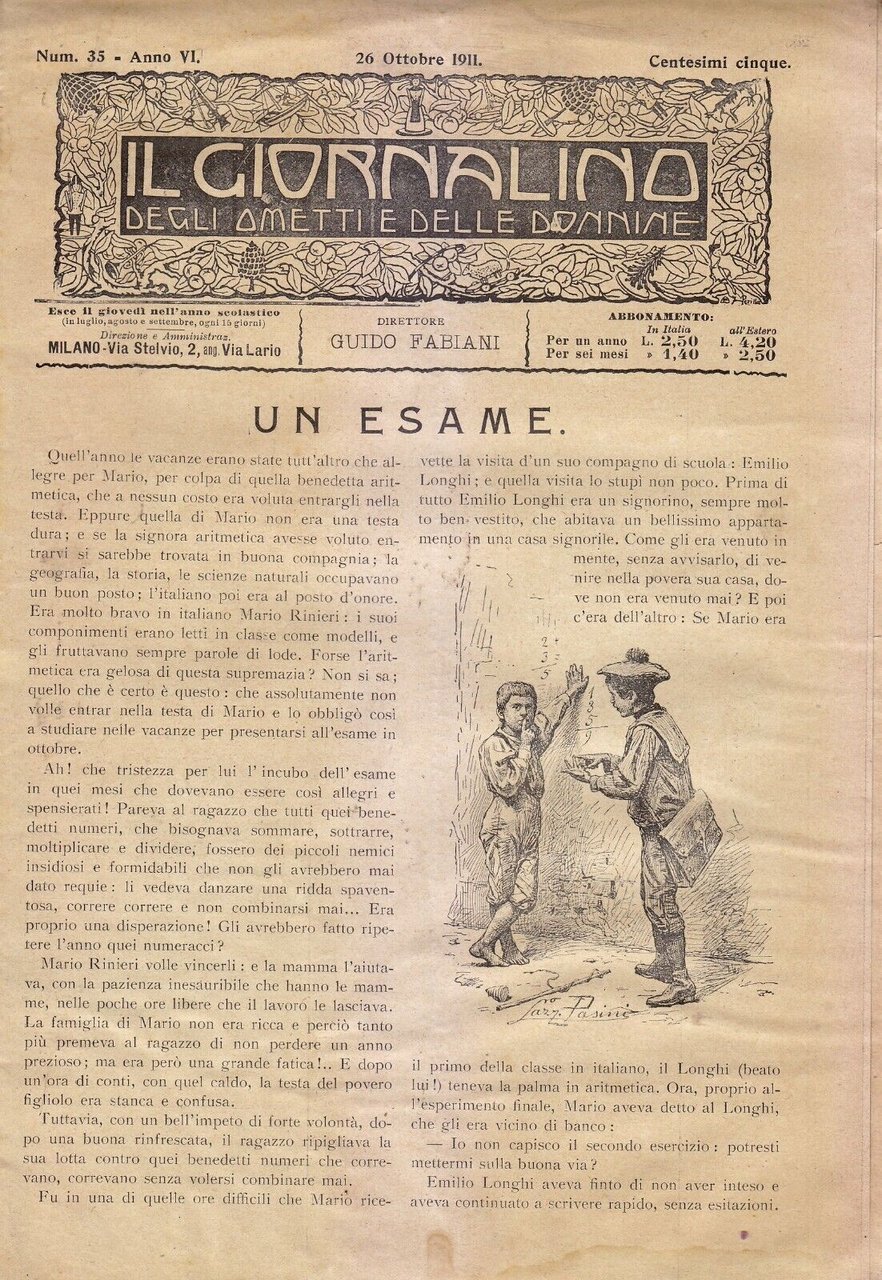 Num. 35 - Anno VI.
26 Ottobre 1911.
Centesimi cinque.
IL GIORNALINO
DEGLI OMETTI E DELLE DONNINE
Esce il giovedì nell'anno scolastico
(in luglio, agosto e settembre, ogni 15 giorni)
Direzione e Amministraz.
MILANO-Via Stelvio, 2, ang. Via Lario
DIRETTORE
GUIDO FABIANI
ABBONAMENTO:
In Italia all'Estero
Per un anno L. 2,50 L. 4,20
Per sei mesi » 1,40 » 2,50
UN ESAME.
Quell'anno le vacanze erano state tutt'altro che al-
legre per Mario, per colpa di quella benedetta arit-
metica, che a nessun costo era voluta entrargli nella
testa. Eppure quella di Mario non era una testa
dura; e se la signora aritmetica avesse voluto en-
trarvi si sarebbe trovata in buona compagnia; la
geografia, la storia, le scienze naturali occupavano
un buon posto; l'italiano poi era al posto d'onore.
Era molto bravo in italiano Mario Rinieri: i suoi
componimenti erano letti in classe come modelli, e
gli fruttavano sempre parole di lode. Forse l'arit-
metica era gelosa di questa supremazia? Non si sa;
quello che è certo è questo: che assolutamente non
volle entrar nella testa di Mario e lo obbligò così
a studiare nelle vacanze per presentarsi all'esame in
ottobre.
Ah! che tristezza per lui l'incubo dell'esame
in quei mesi che dovevano essere così allegri e
spensierati! Pareva al ragazzo che tutti quei bene-
detti numeri, che bisognava sommare, sottrarre,
moltiplicare e dividere, fossero dei piccoli nemici
insidiosi e formidabili che non gli avrebbero mai
dato requie: li vedeva danzare una ridda spaven-
tosa, correre correre e non combinarsi mai... Era
proprio una disperazione! Gli avrebbero fatto ripe-
tere l'anno quei numeracci?
Mario Rinieri volle vincerli: e la mamma l'aiuta-
va, con la pazienza inesauribile che hanno le mam-
me, nelle poche ore libere che il lavoro le lasciava.
La famiglia di Mario non era ricca e perciò tanto
più premeva al ragazzo di non perdere un anno
prezioso; ma era però una grande fatica!.. E dopo
un'ora di conti, con quel caldo, la testa del povero
figliolo era stanca e confusa.
Tuttavia, con un bell'impeto di forte volontà, do-
po una buona rinfrescata, il ragazzo ripigliava la
sua lotta contro quei benedetti numeri che corre-
vano, correvano senza volersi combinare mai.
Fu in una di quelle ore difficili che Mario rice-
vette la visita d'un suo compagno di scuola: Emilio
Longhi; e quella visita lo stupì non poco. Prima di
tutto Emilio Longhi era un signorino, sempre mol-
to ben vestito, che abitava un bellissimo apparta-
mento in una casa signorile. Come gli era venuto in
mente, senza avvisarlo, di ve-
nire nella povera sua casa, do-
ve non era venuto mai? E poi
c'era dell'altro: Se Mario era
2 +
3 =
5
3
5
9
Lazz.ro Pasini
il primo della classe in italiano, il Longhi (beato
lui!) teneva la palma in aritmetica. Ora, proprio al-
l'esperimento finale, Mario aveva detto al Longhi,
che gli era vicino di banco:
— Io non capisco il secondo esercizio: potresti
mettermi sulla buona via?
Emilio Longhi aveva finto di non aver inteso e
aveva continuato a scrivere rapido, senza esitazioni.